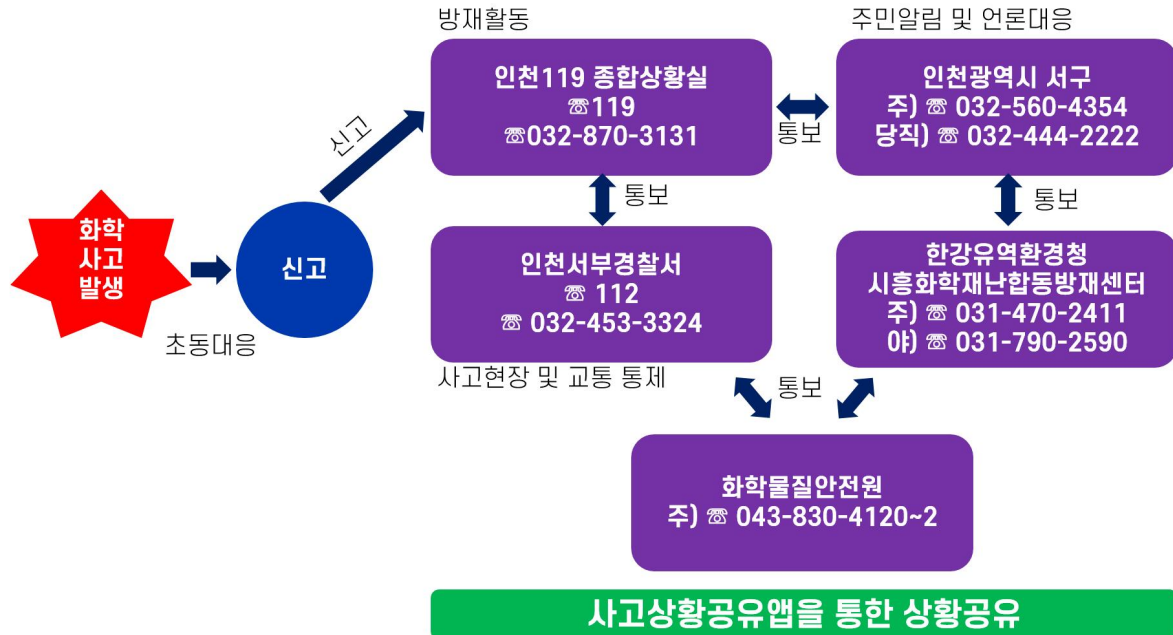 방재활동
주민알림 및 언론대응
인천119 종합상황실
☏119
☏032-870-3131
통보
인천광역시 서구
주) ☏ 032-560-4354
당직) ☏ 032-444-2222
신고
통보
통보
화학
사고
발생
신고
초동대응
인천서부경찰서
☏ 112
☏ 032-453-3324
한강유역환경청
시흥화학재난합동방재센터
주) ☏ 031-470-2411
야) ☏ 031-790-2590
사고현장 및 교통 통제
통보
화학물질안전원
주) ☏ 043-830-4120~2
사고상황공유앱을 통한 상황공유